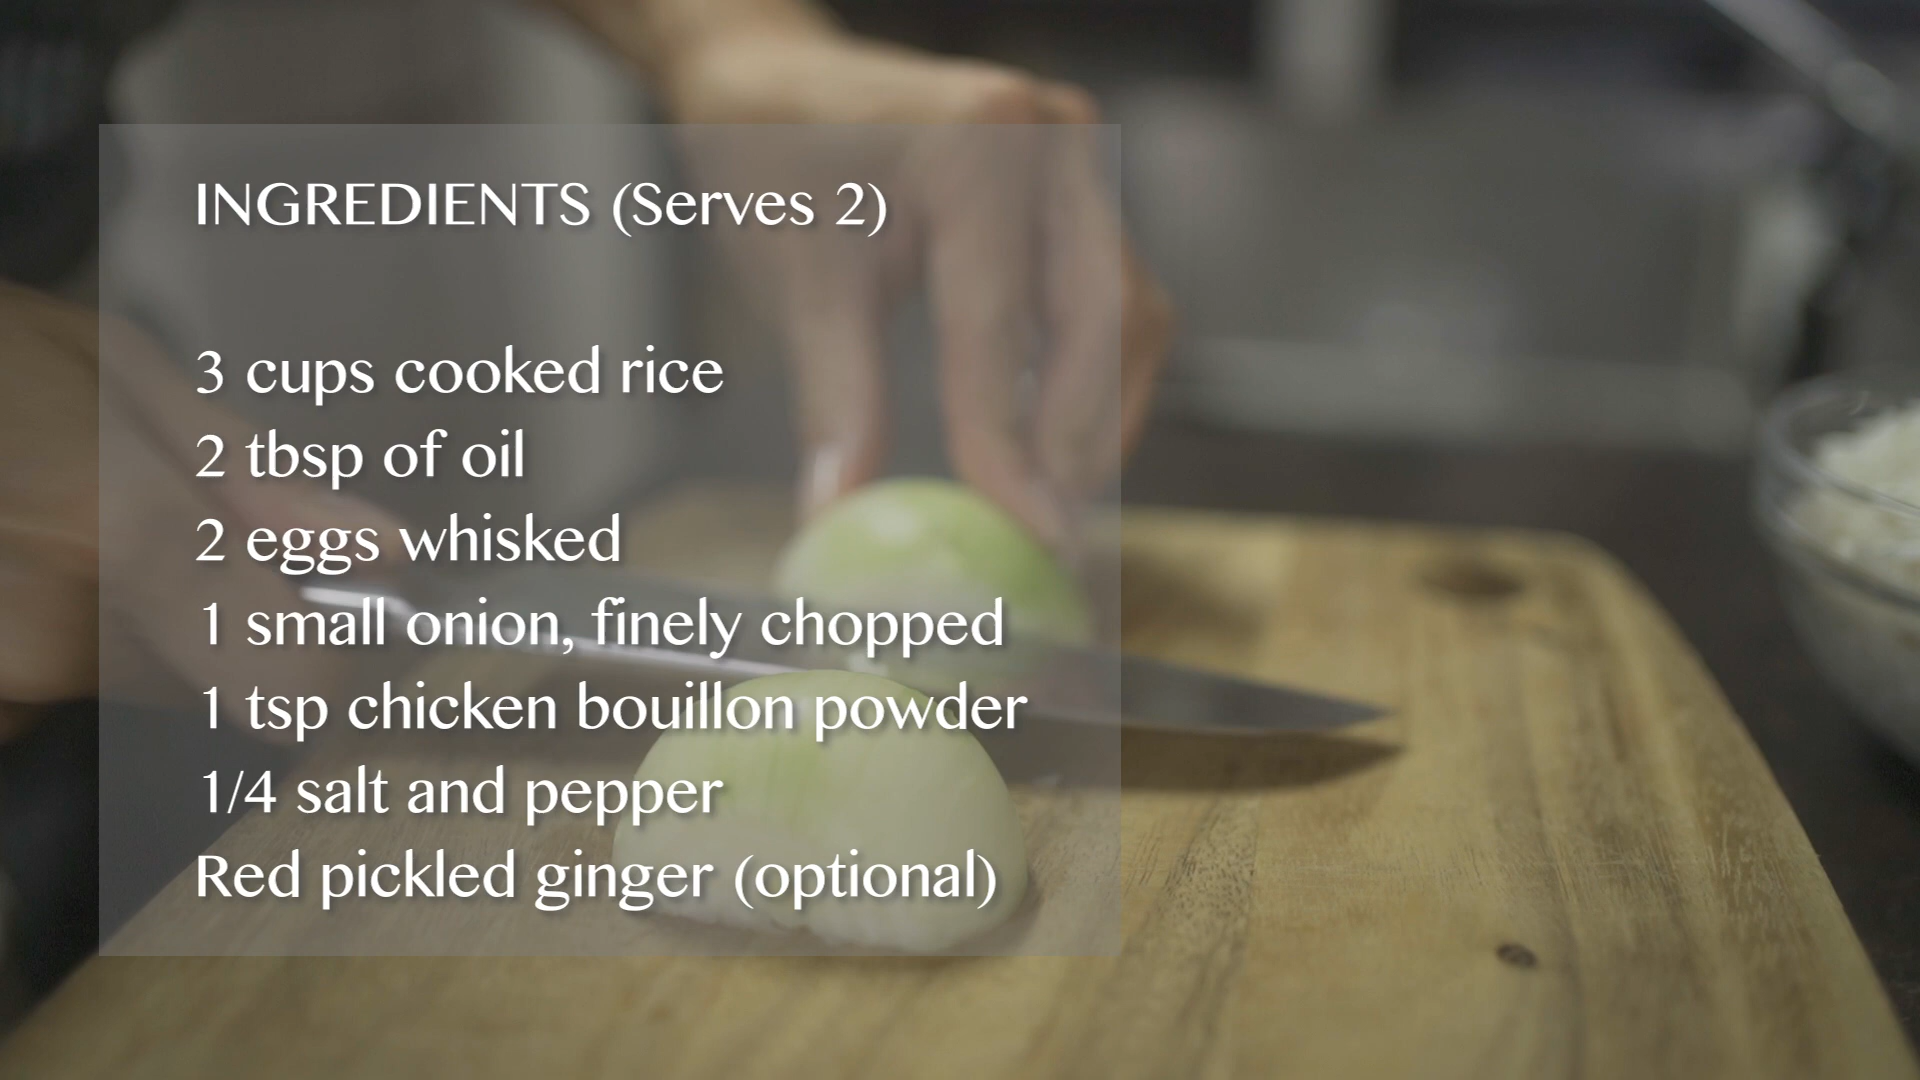 INGREDIENTS (Serves 2)
3 cups cooked rice
2 tbsp of oil
2 eggs whisked
1 small onion, finely chopped
1 tsp chicken bouillon powder
1/4 salt and pepper
Red pickled ginger (optional)